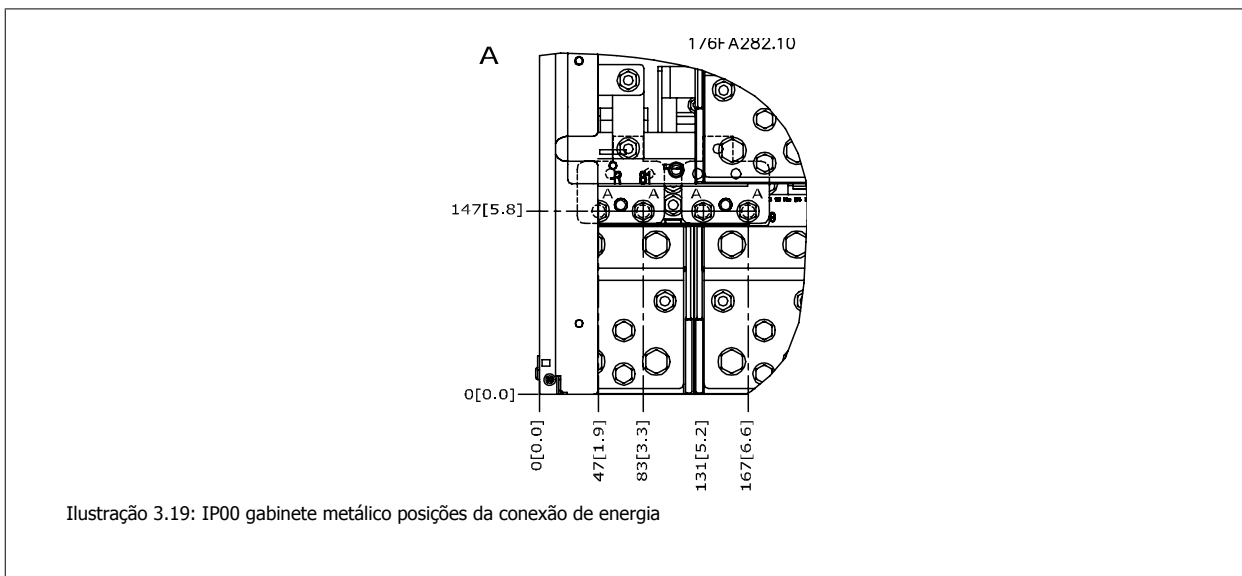 A
176FA282.10
R 81
A A A A
147[5.8]
0[0.0]
0[0.0]
47[1.9]
83[3.3]
131[5.2]
167[6.6]
Ilustração 3.19: IP00 gabinete metálico posições da conexão de energia